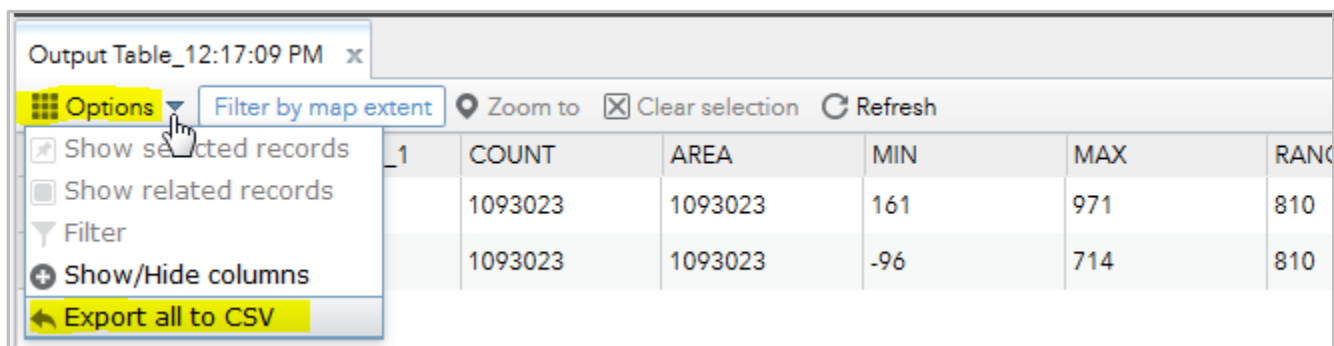 Output Table_12:17:09 PM x
Options Filter by map extent Zoom to Clear selection Refresh
Show selected records _1 COUNT AREA MIN MAX
Show related records 1093023 1093023 161 971 810
Filter
Show/Hide columns 1093023 1093023 -96 714 810
Export all to CSV